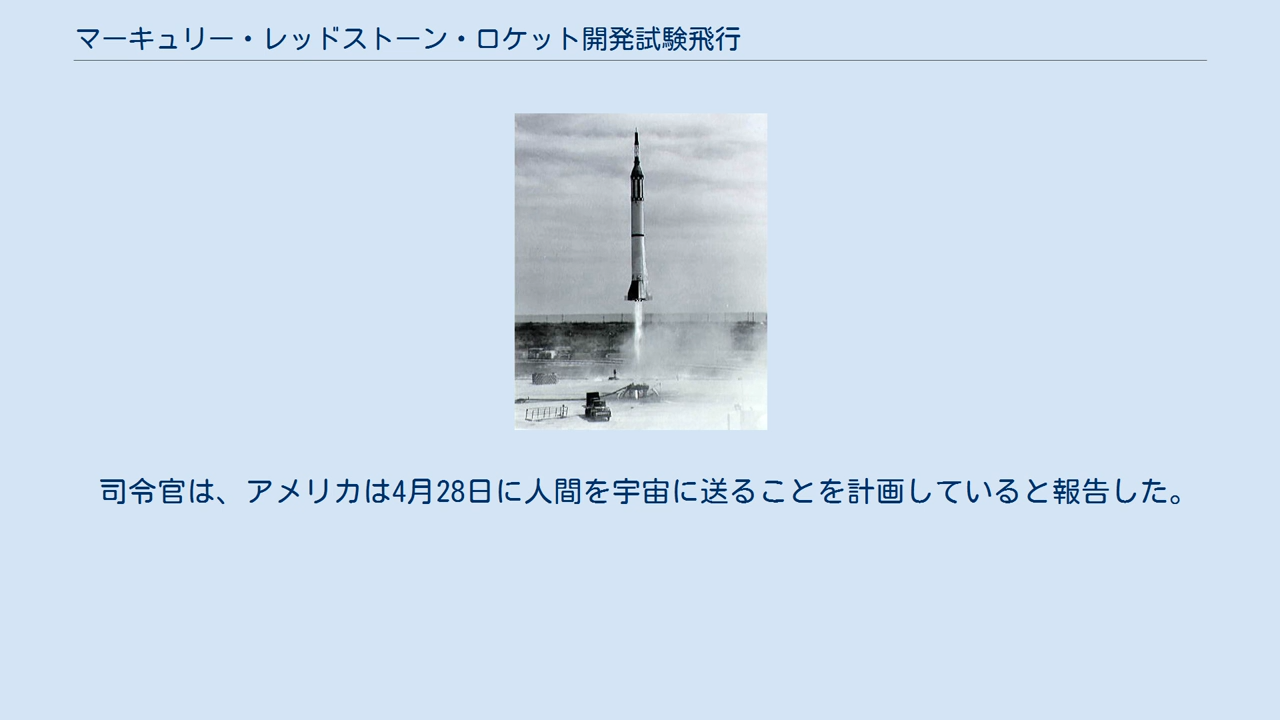 マーキュリー・レッドストーン・ロケット開発試験飛行
司令官は、アメリカは4月28日に人間を宇宙に送ることを計画していると報告した。